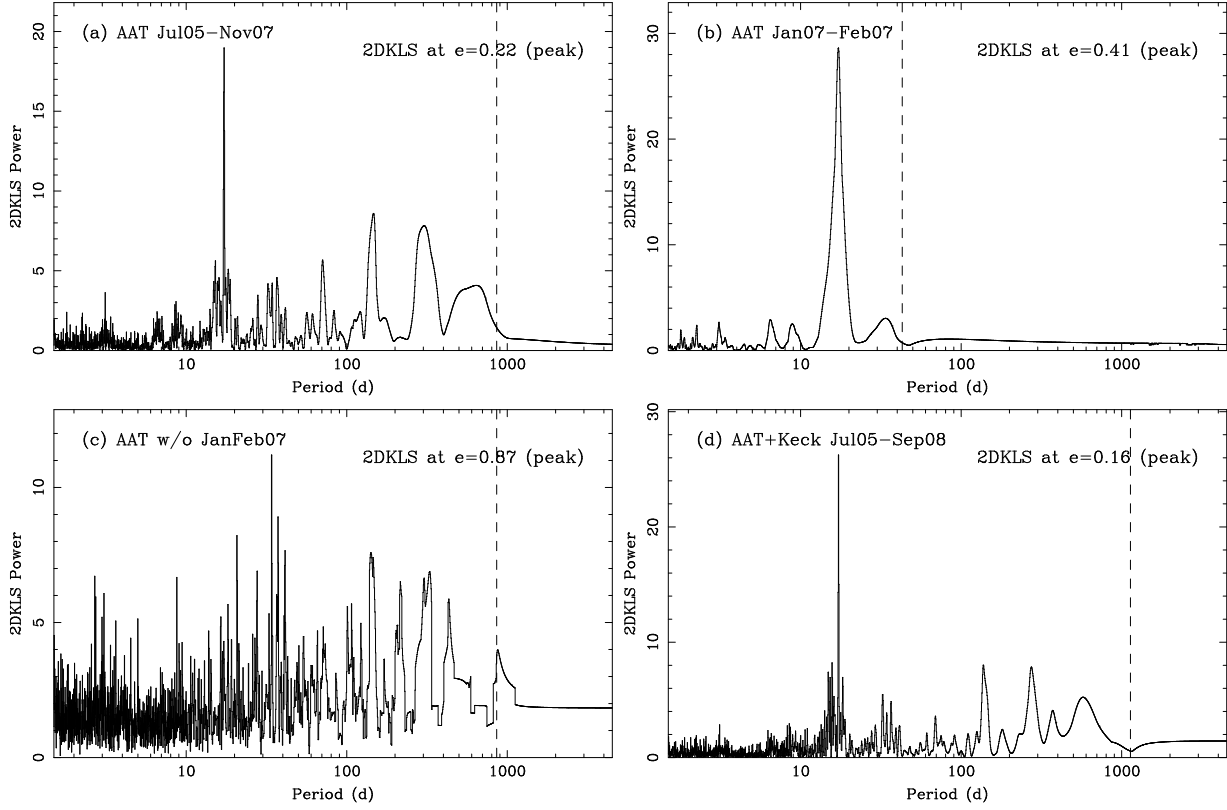 (a) AAT Jul05−Nov07
2DKLS at e=0.22 (peak)
20
15
10
5
0
2DKLS Power
10
100
1000
Period (d)
(b) AAT Jan07−Feb07
2DKLS at e=0.41 (peak)
30
20
10
0
2DKLS Power
10
100
1000
Period (d)
(c) AAT w/o JanFeb07
2DKLS at e=0.87 (peak)
10
5
0
2DKLS Power
10
100
1000
Period (d)
(d) AAT+Keck Jul05−Sep08
2DKLS at e=0.16 (peak)
30
20
10
0
2DKLS Power
10
100
1000
Period (d)